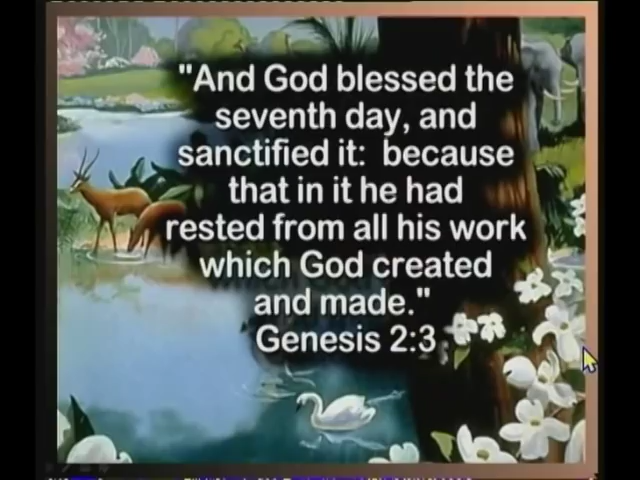 "And God blessed the
seventh day, and
sanctified it:  because
that in it he had
rested from all his work
which God created
and made."
Genesis 2:3